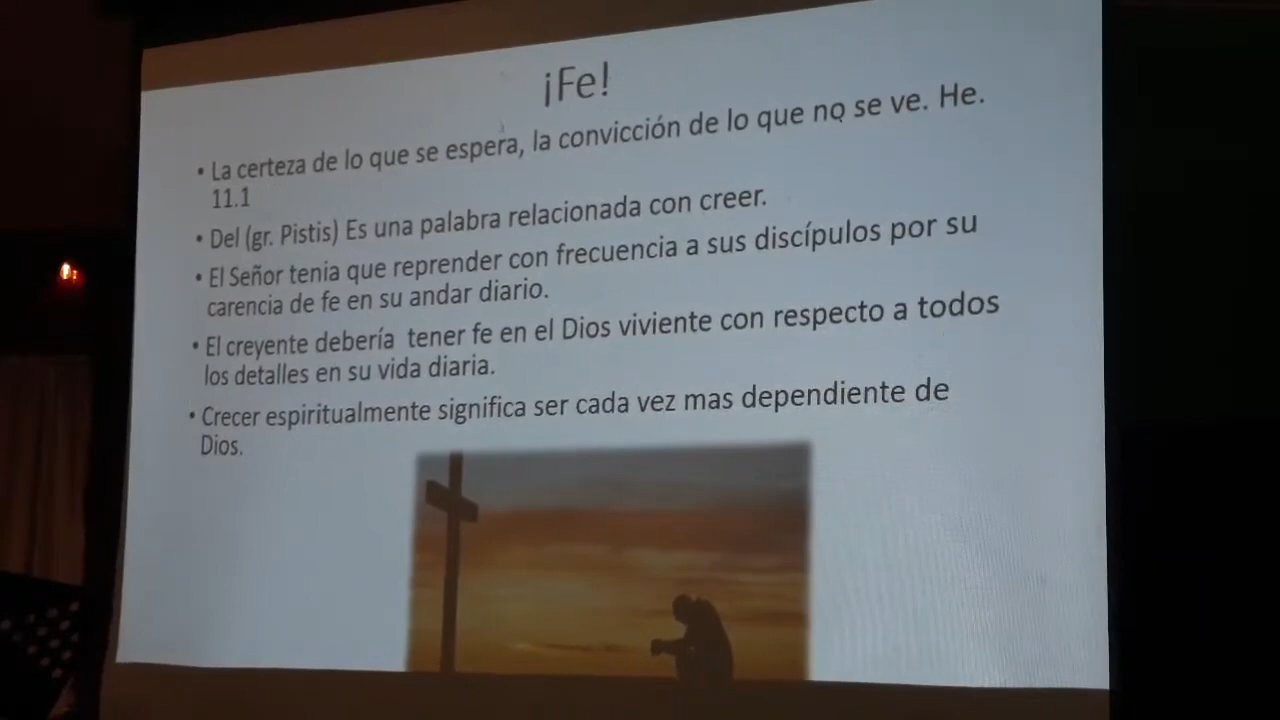 ¡Fe!
• La certeza de lo que se espera, la convicción de lo que no se ve. He.
11.1
• Del (gr. Pistis) Es una palabra relacionada con creer.
• El Señor tenia que reprender con frecuencia a sus discípulos por su
carencia de fe en su andar diario.
• El creyente debería tener fe en el Dios viviente con respecto a todos
los detalles en su vida diaria.
• Crecer espiritualmente significa ser cada vez mas dependiente de
Dios.